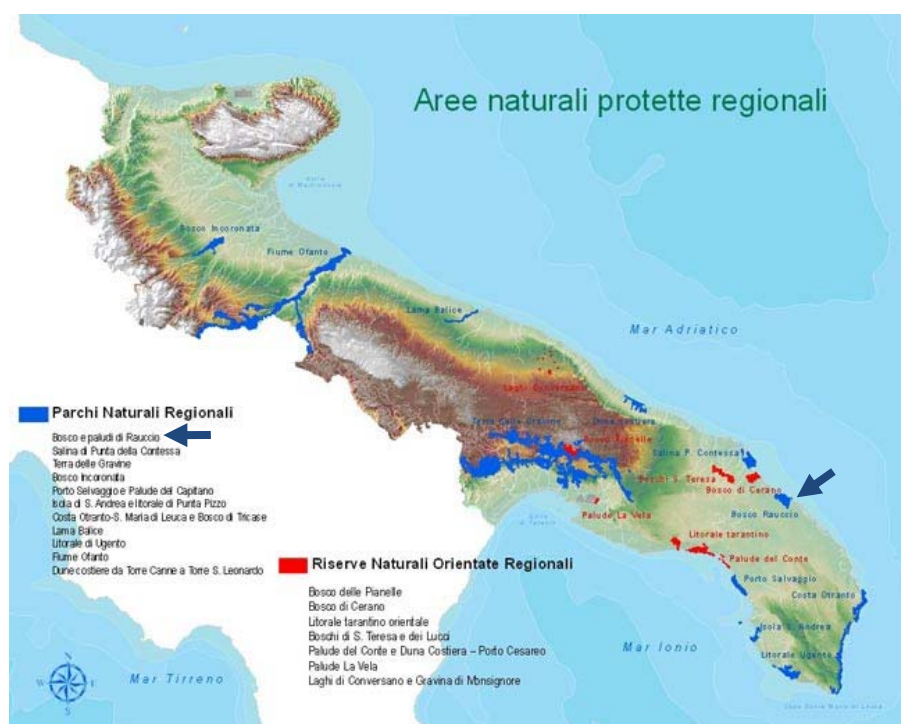 Aree naturali protette regionali
Bosco Incoronata
Fiume Ofanto
Lama Balice
Mar Adriatico
Laghi Conversano
Terra delle Gravine
Salina P. Contessa
Boschi S. Teresa
Bosco di Cerano
Palude La Vela
Bosco Rauccio
Litorale tarantino
Palude del Conte
Porto Salvaggio
Costa Otranto
Isola S. Andrea
Litorale Ugento
Mar Ionio
Mar Tirreno
N
W
E
S
Parchi Naturali Regionali
Bosco e paludi di Rauccio
Salina di Punta della Contessa
Terra delle Gravine
Bosco Incoronata
Porto Selvaggio e Palude del Capitano
Isola di S. Andrea e litorale di Punta Pizzo
Costa Otranto-S. Maria di Leuca e Bosco di Tricase
Lama Balice
Litorale di Ugento
Fiume Ofanto
Dune costiere da Torre Canne a Torre S. Leonardo
Riserve Naturali Orientate Regionali
Bosco delle Pianelle
Bosco di Cerano
Litorale tarantino orientale
Boschi di S. Teresa e dei Lucci
Palude del Conte e Duna Costiera – Porto Cesareo
Palude La Vela
Laghi di Conversano e Gravina di Monsignore